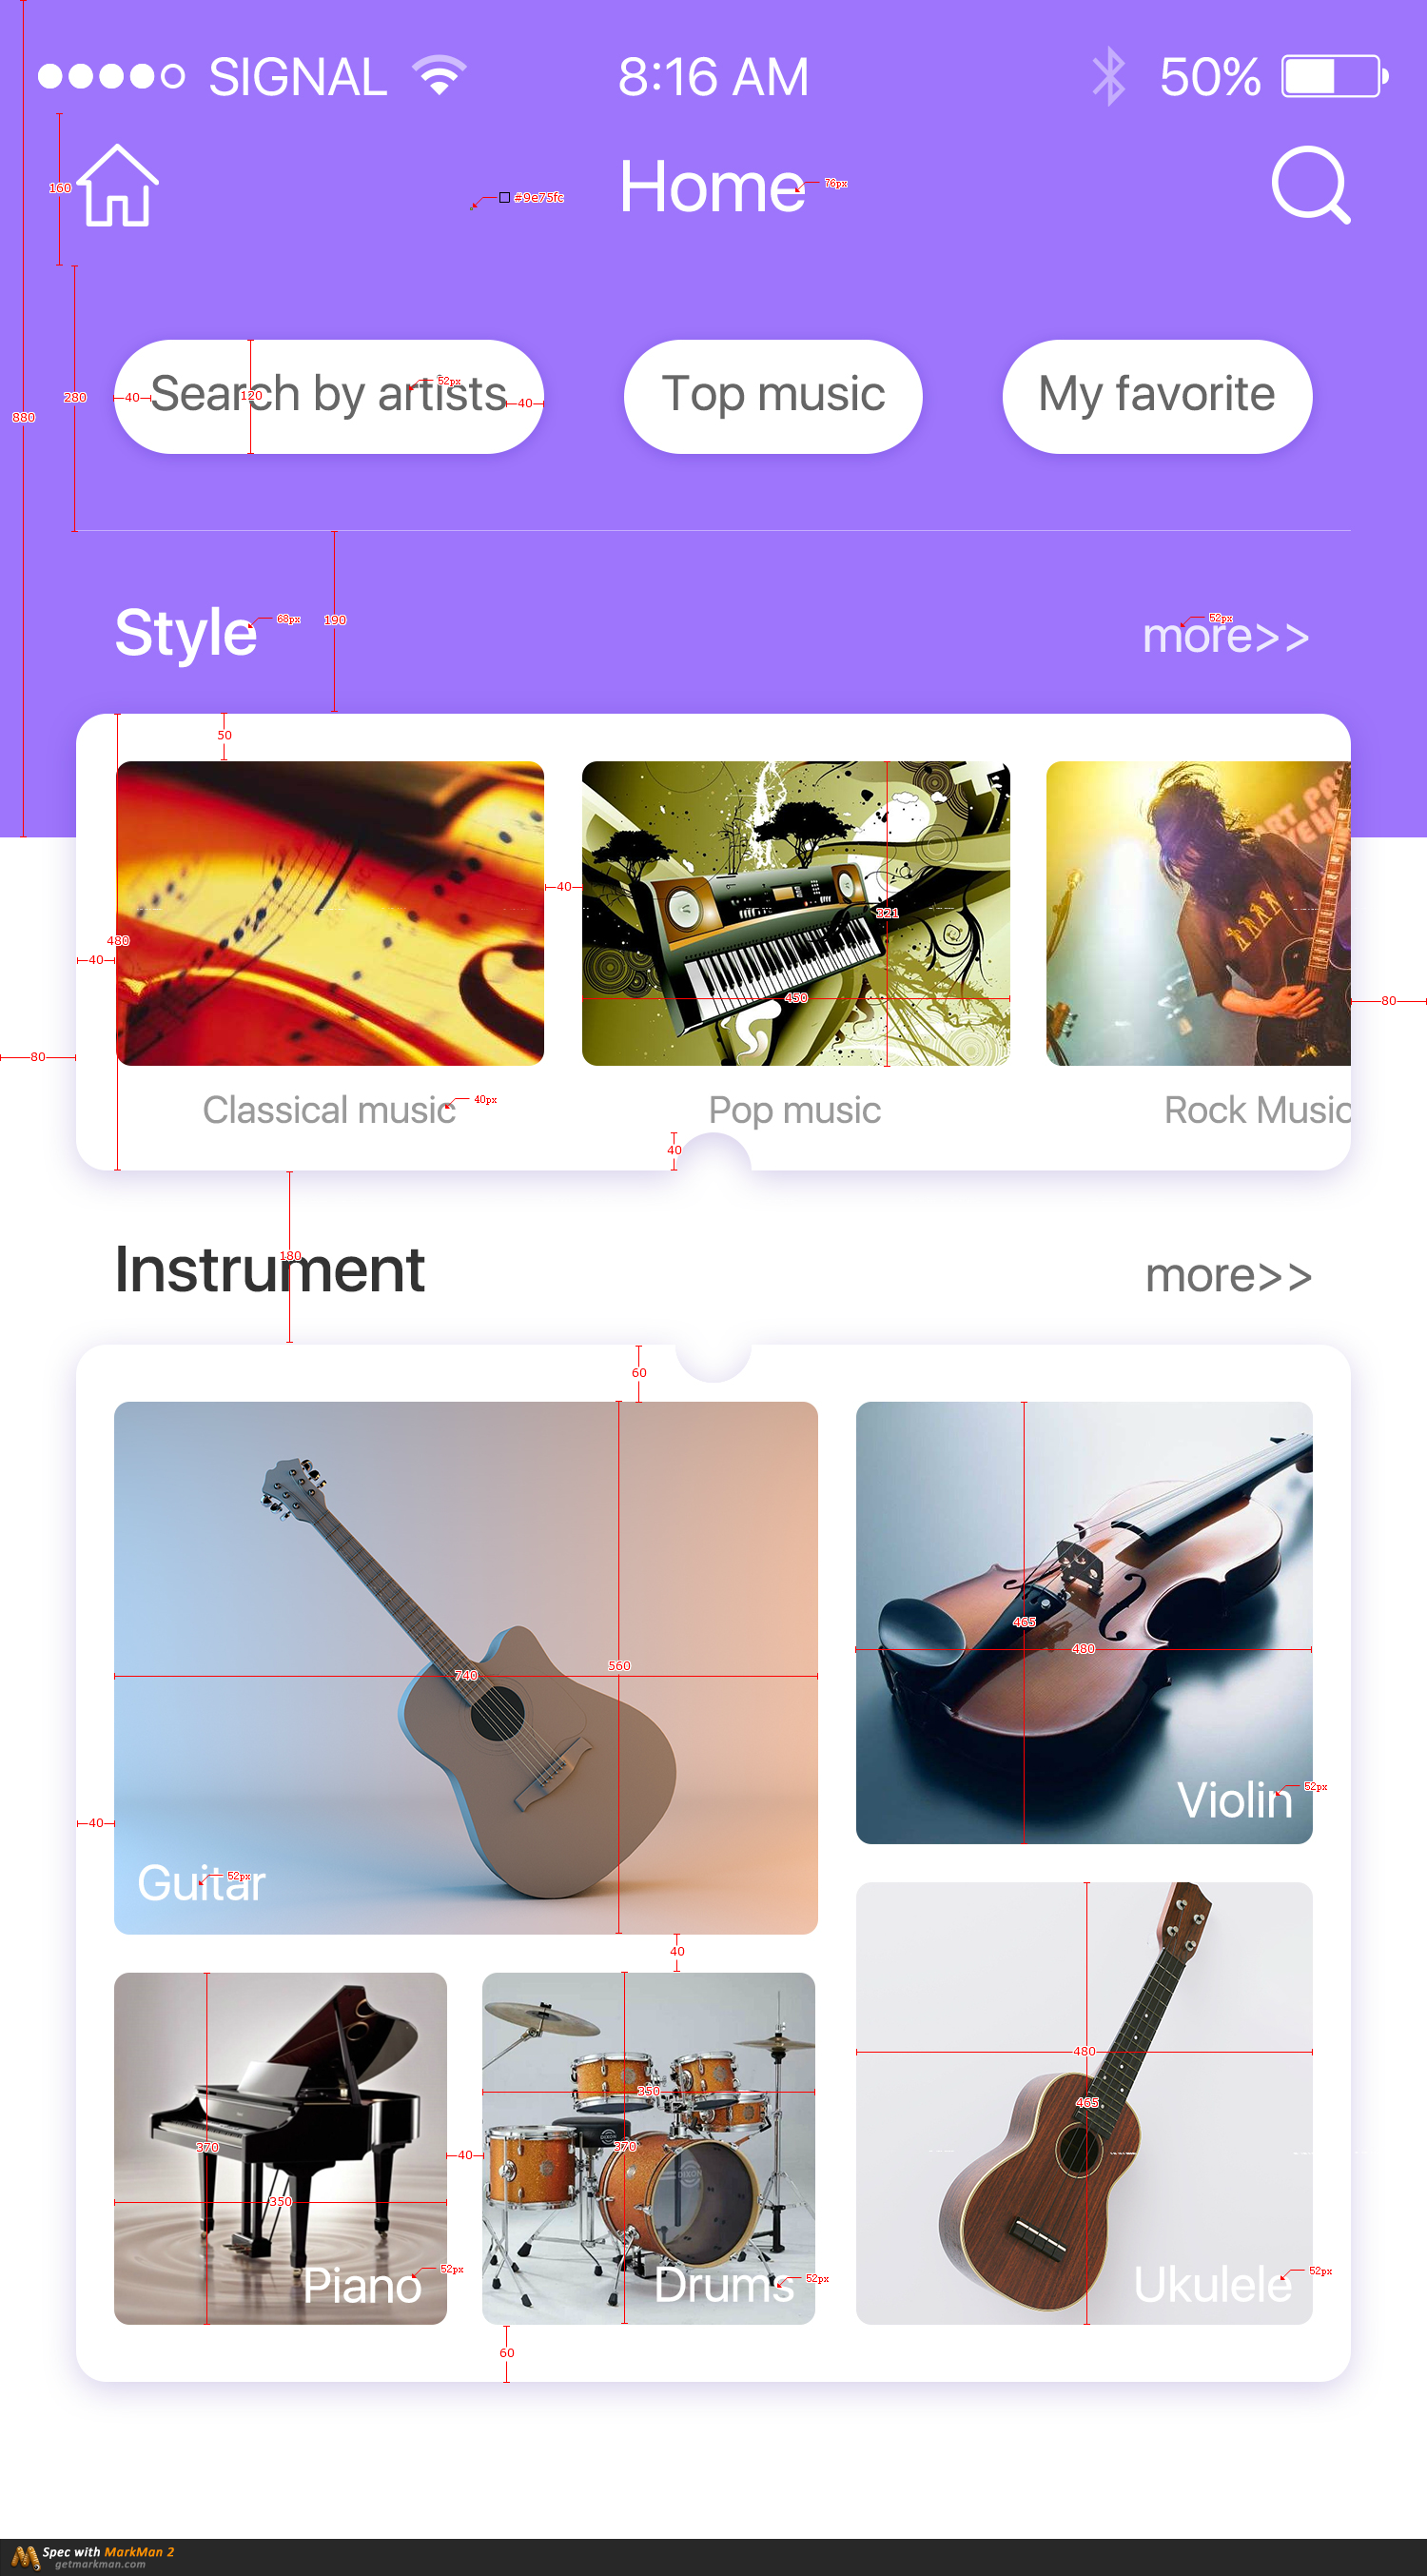 SIGNAL 8:16 AM 50%
160
Home 76px
#9e75fc
880
280
40 Search by artists 52px 120 40
Top music
My favorite
Style 68px 190
more>> 52px
50
40
321
480
40
450
80
80
Classical music 40px
Pop music
Rock Music
40
180
Instrument
more>>
60
740
560
465
480
40
Guitar 52px
Violin 52px
40
480
465
350
370
370
40
350
Piano 52px
Drums 52px
Ukulele 52px
60
Spec with MarkMan 2
getmarkman.com